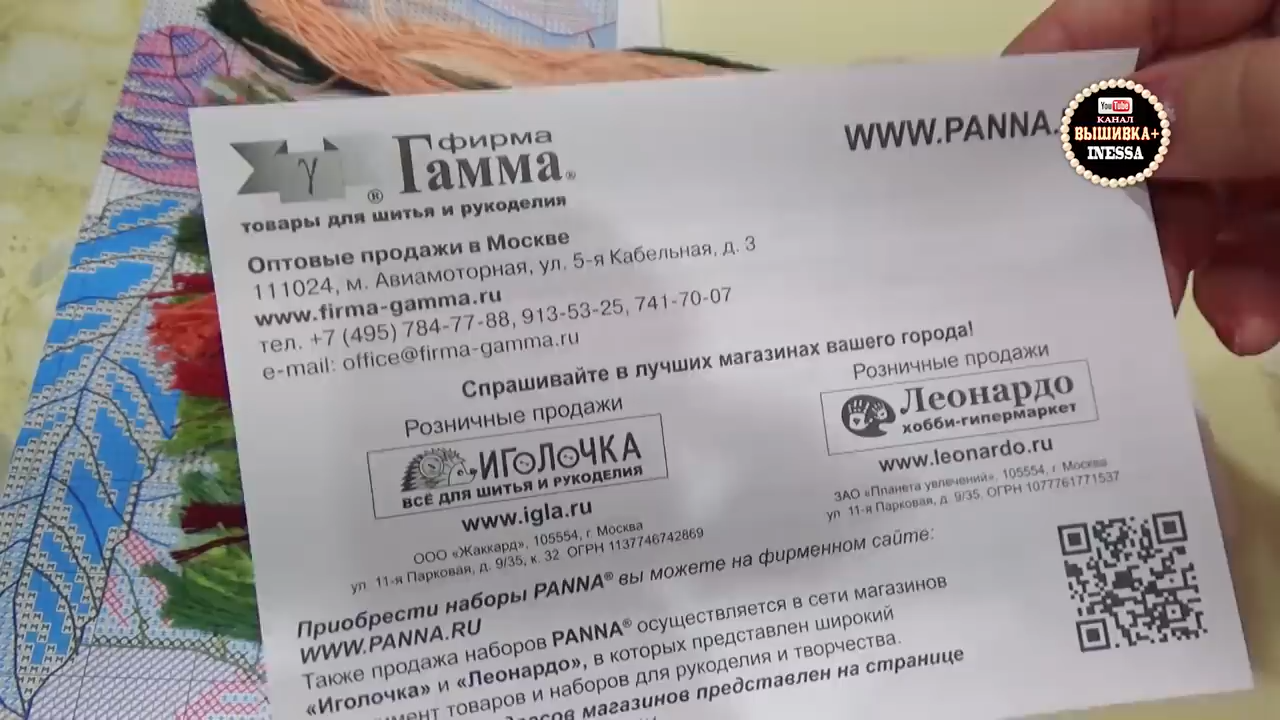 фирма
Гамма®
®
γ
товары для шитья и рукоделия
WWW.PANNA.
You Tube
КАНАЛ
ВЫШИВКА+
INESSA
Оптовые продажи в Москве
111024, м. Авиамоторная, ул. 5-я Кабельная, д. 3
www.firma-gamma.ru
тел. +7 (495) 784-77-88, 913-53-25, 741-70-07
e-mail: office@firma-gamma.ru
Спрашивайте в лучших магазинах вашего города!
Розничные продажи
ИГОЛОЧКА
ВСЁ ДЛЯ ШИТЬЯ И РУКОДЕЛИЯ
www.igla.ru
ООО «Жаккард», 105554, г. Москва
ул. 11-я Парковая, д. 9/35, к. 32 ОГРН 1137746742869
Розничные продажи
Леонардо
хобби-гипермаркет
www.leonardo.ru
ЗАО «Планета увлечений», 105554, г. Москва
ул. 11-я Парковая, д. 9/35, ОГРН 1077761771537
Приобрести наборы PANNA® вы можете на фирменном сайте:
WWW.PANNA.RU
Также продажа наборов PANNA® осуществляется в сети магазинов
«Иголочка» и «Леонардо», в которых представлен широкий
мент товаров и наборов для рукоделия и творчества.
магазинов представлен на странице